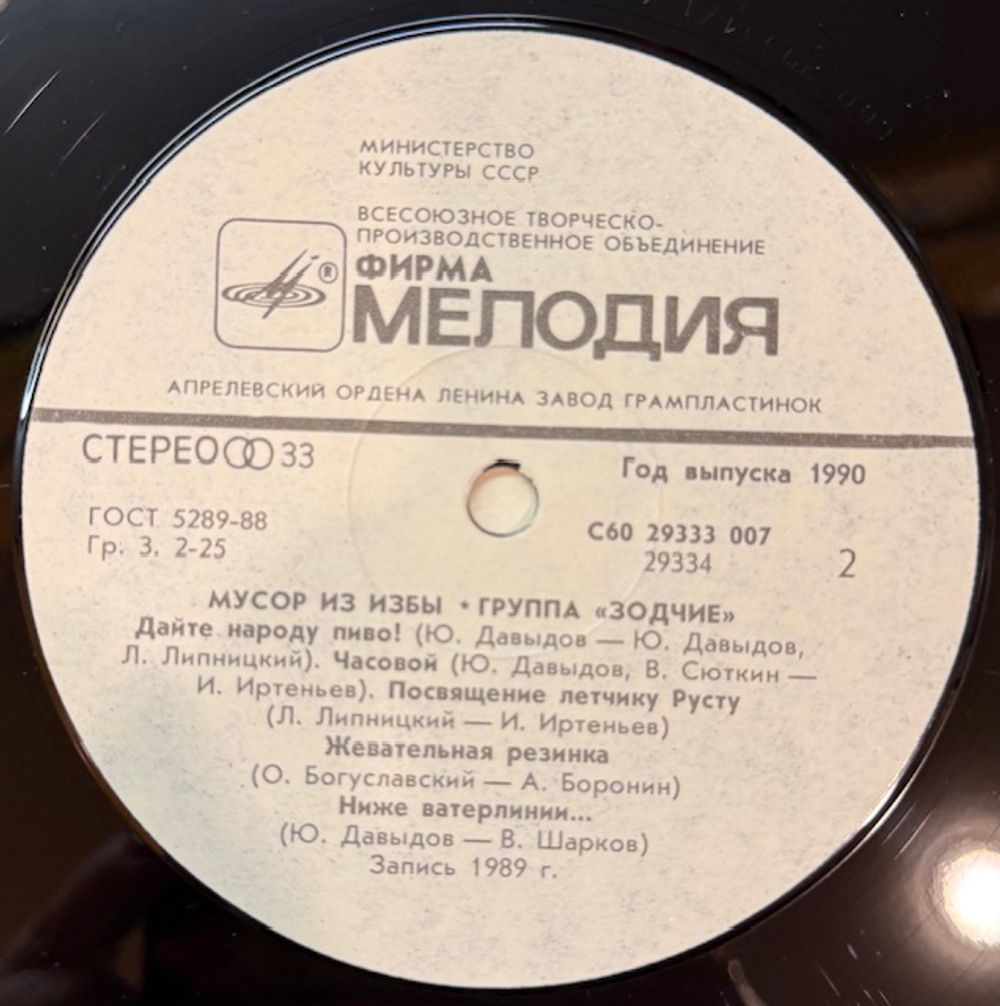 МИНИСТЕРСТВО
КУЛЬТУРЫ СССР
ВСЕСОЮЗНОЕ ТВОРЧЕСКО-
ПРОИЗВОДСТВЕННОЕ ОБЪЕДИНЕНИЕ
ФИРМА
®
МЕЛОДИЯ
АПРЕЛЕВСКИЙ ОРДЕНА ЛЕНИНА ЗАВОД ГРАМПЛАСТИНОК
СТЕРЕО 33
Год выпуска 1990
ГОСТ 5289-88
Гр. 3. 2-25
С60 29333 007
29334
2
МУСОР ИЗ ИЗБЫ * ГРУППА «ЗОДЧИЕ»
Дайте народу пиво! (Ю. Давыдов — Ю. Давыдов,
Л. Липницкий). Часовой (Ю. Давыдов, В. Сюткин —
И. Иртеньев). Посвящение летчику Русту
(Л. Липницкий — И. Иртеньев)
Жевательная резинка
(О. Богуславский — А. Боронин)
Ниже ватерлинии...
(Ю. Давыдов — В. Шарков)
Запись 1989 г.